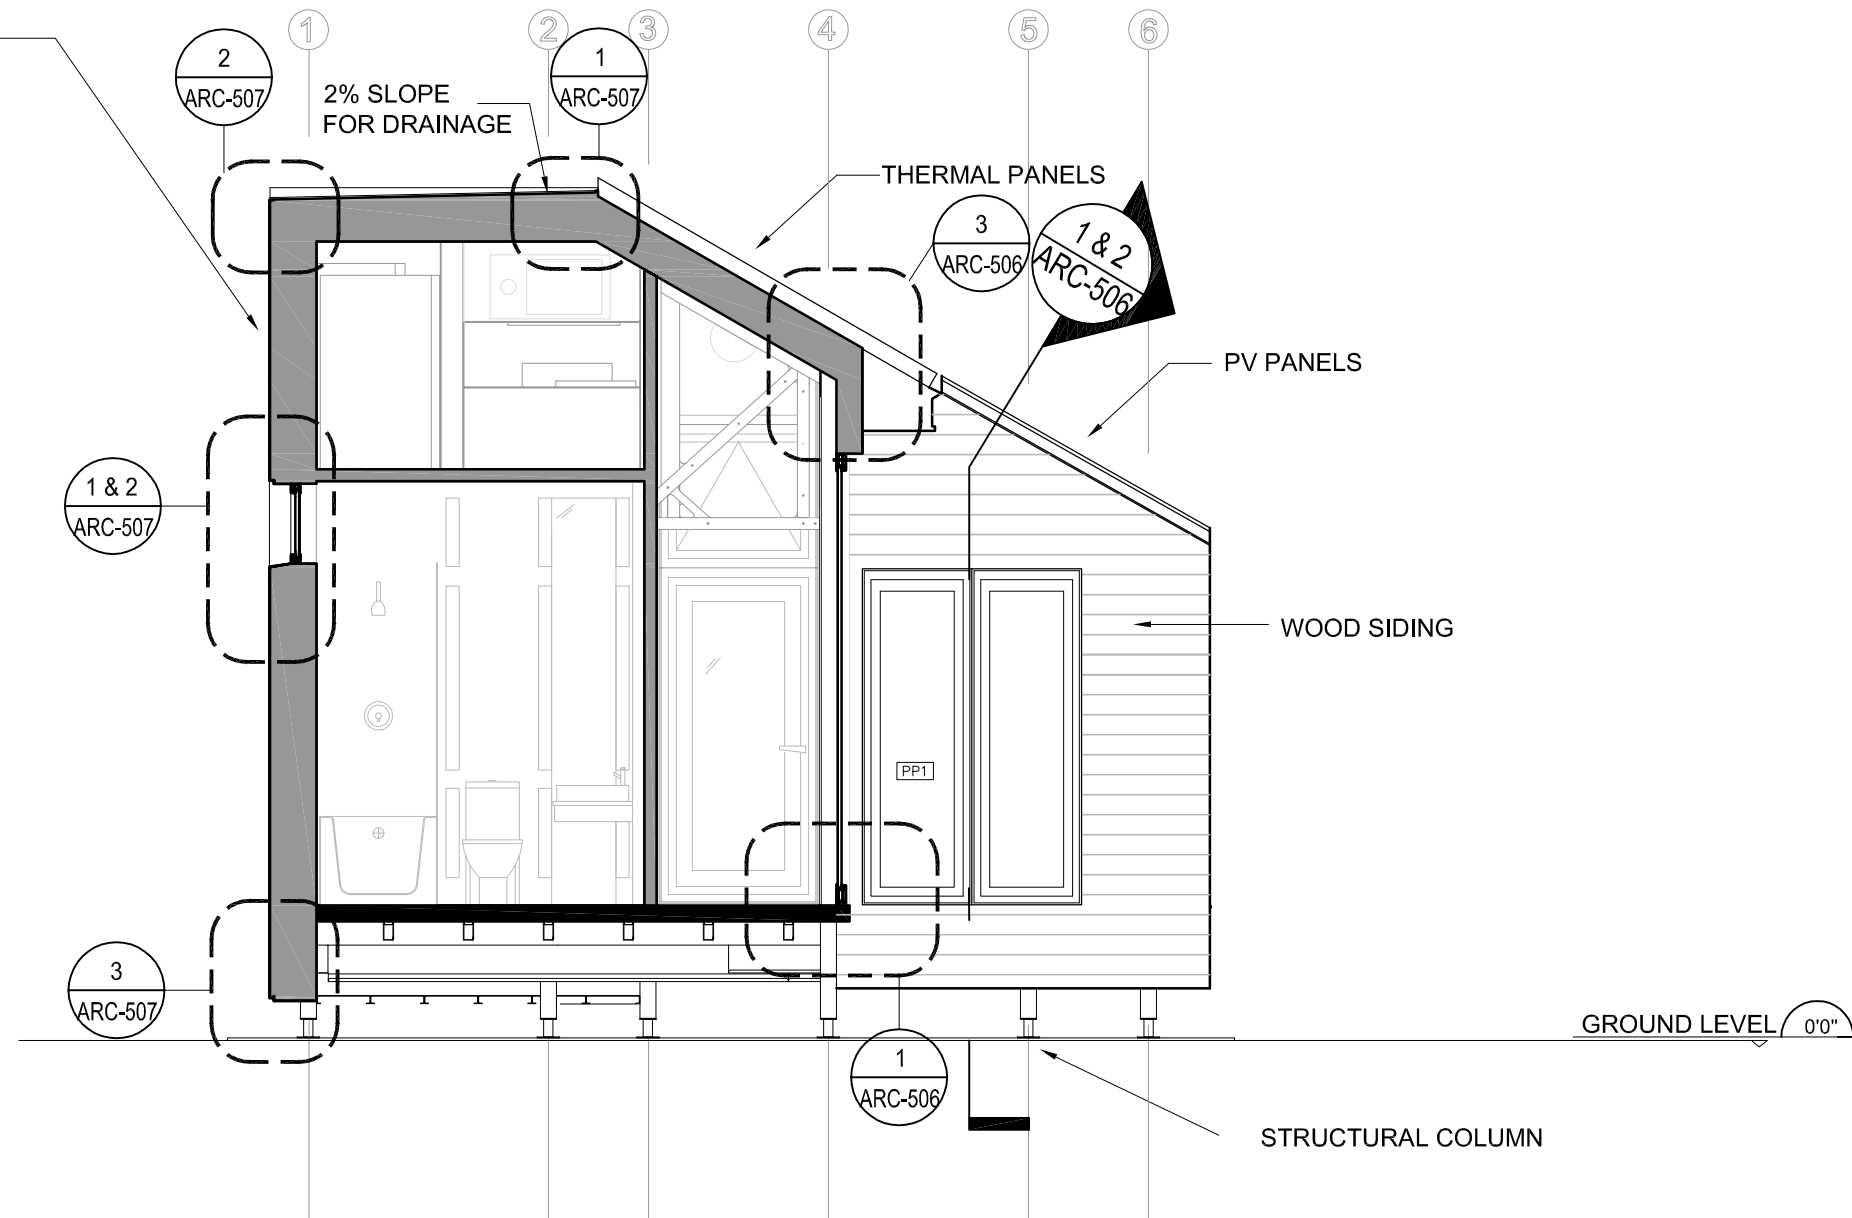 1
2
3
4
5
6
2
ARC-507
1
ARC-507
2% SLOPE
FOR DRAINAGE
THERMAL PANELS
3
ARC-506
1 & 2
ARC-506
PV PANELS
1 & 2
ARC-507
WOOD SIDING
PP1
3
ARC-507
GROUND LEVEL
0'0"
1
ARC-506
STRUCTURAL COLUMN